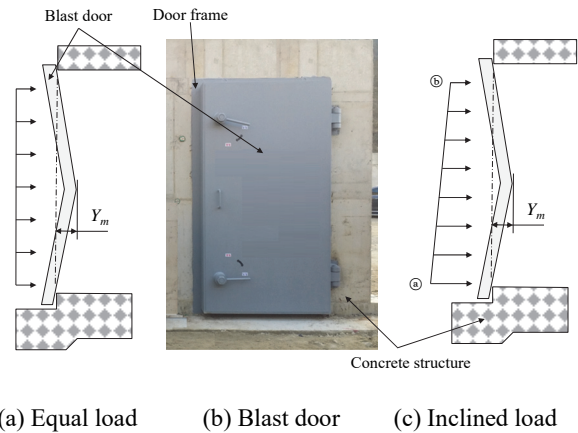 Blast door
Door frame
Y_m
ⓑ
ⓐ
Y_m
Concrete structure
(a) Equal load
(b) Blast door
(c) Inclined load